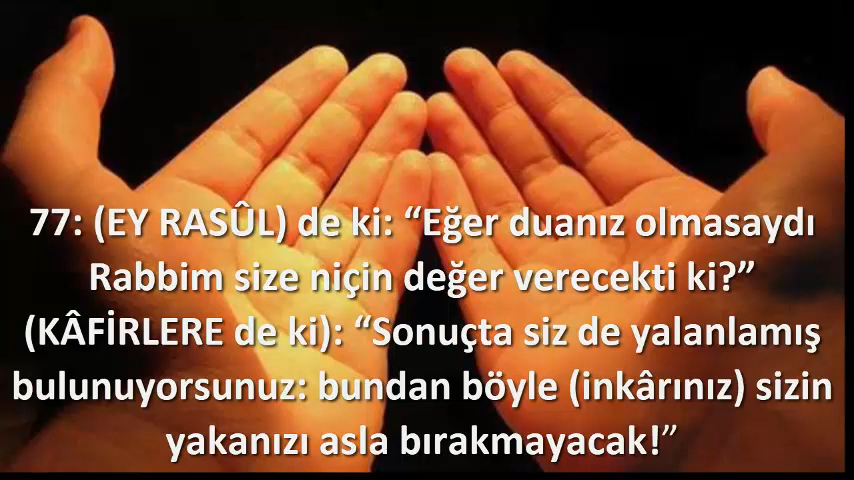 77: (EY RASÛL) de ki: “Eğer duanız olmasaydı
Rabbim size niçin değer verecekti ki?”
(KÂFİRLERE de ki): “Sonuçta siz de yalanlamış
bulunuyorsunuz: bundan böyle (inkârınız) sizin
yakanızı asla bırakmayacak!”